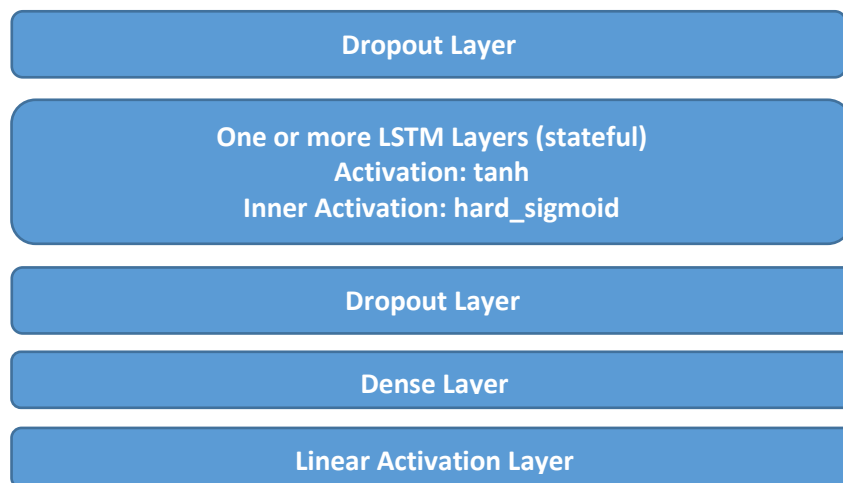 Dropout Layer
One or more LSTM Layers (stateful)
Activation: tanh
Inner Activation: hard_sigmoid
Dropout Layer
Dense Layer
Linear Activation Layer